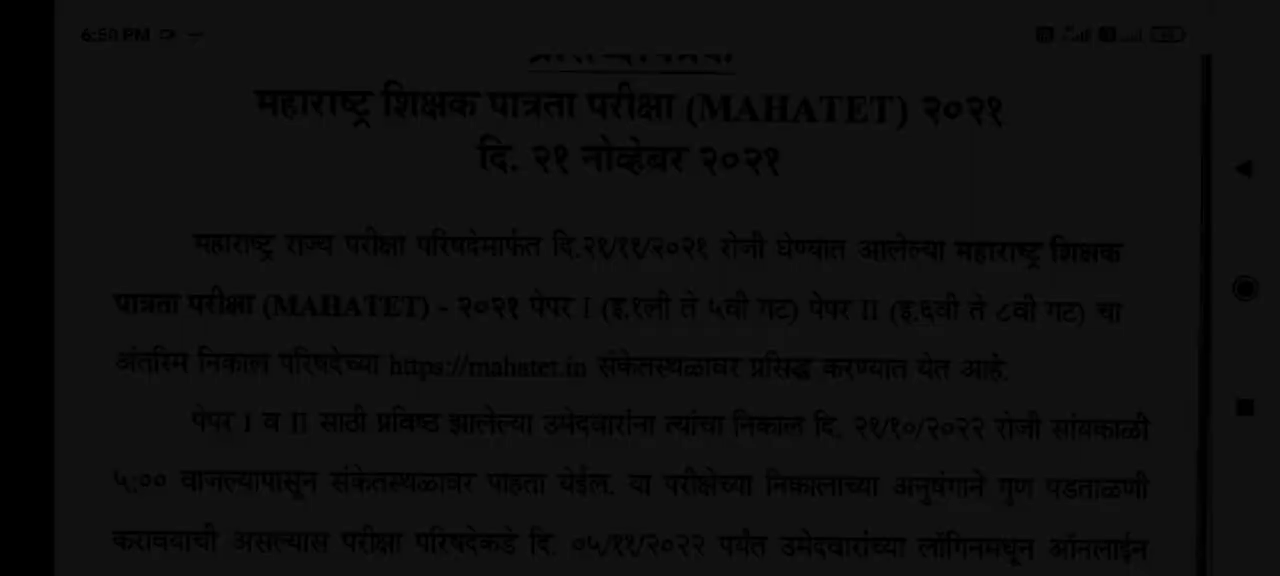 6:50 PM
महाराष्ट्र शिक्षक पात्रता परीक्षा (MAHATET) २०२१
दि. २१ नोव्हेंबर २०२१
महाराष्ट्र राज्य परीक्षा परिषदेमार्फत दि.२१/११/२०२१ रोजी घेण्यात आलेल्या महाराष्ट्र शिक्षक
पात्रता परीक्षा (MAHATET) - २०२१ पेपर I (इ.१ली ते ५वी गट) पेपर II (इ.६वी ते ८वी गट) चा
अंतरिम निकाल परिषदेच्या https://mahatet.in संकेतस्थळावर प्रसिद्ध करण्यात येत आहे.
पेपर I व II साठी प्रविष्ठ झालेल्या उमेदवारांना त्यांचा निकाल दि. २१/१०/२०२२ रोजी सांयकाळी
५:०० वाजल्यापासून संकेतस्थळावर पाहता येईल. या परीक्षेच्या निकालाच्या अनुषंगाने गुण पडताळणी
करावयाची असल्यास परीक्षा परिषदेकडे दि. ०५/११/२०२२ पर्यंत उमेदवारांच्या लॉगिनमधून ऑनलाईन